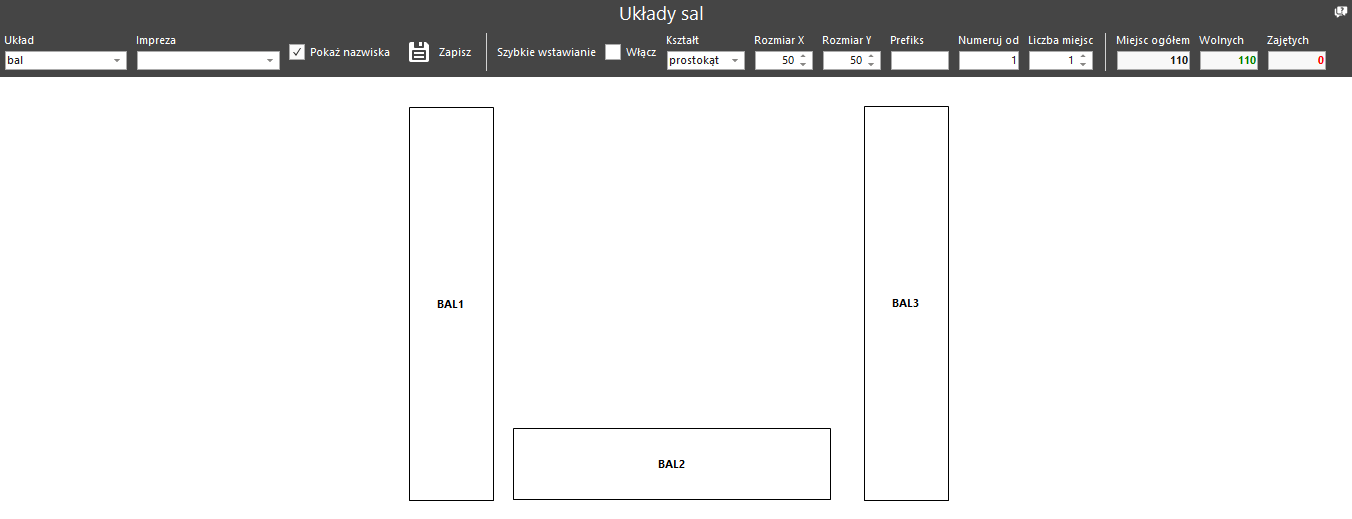 Układy sal
Układ
Impreza
bal
Pokaż nazwiska
Zapisz
Szybkie wstawianie
Włącz
Kształt
prostokąt
Rozmiar X
50
Rozmiar Y
50
Prefiks
Numeruj od
1
Liczba miejsc
1
Miejsc ogółem
110
Wolnych
110
Zajętych
0
BAL1
BAL3
BAL2